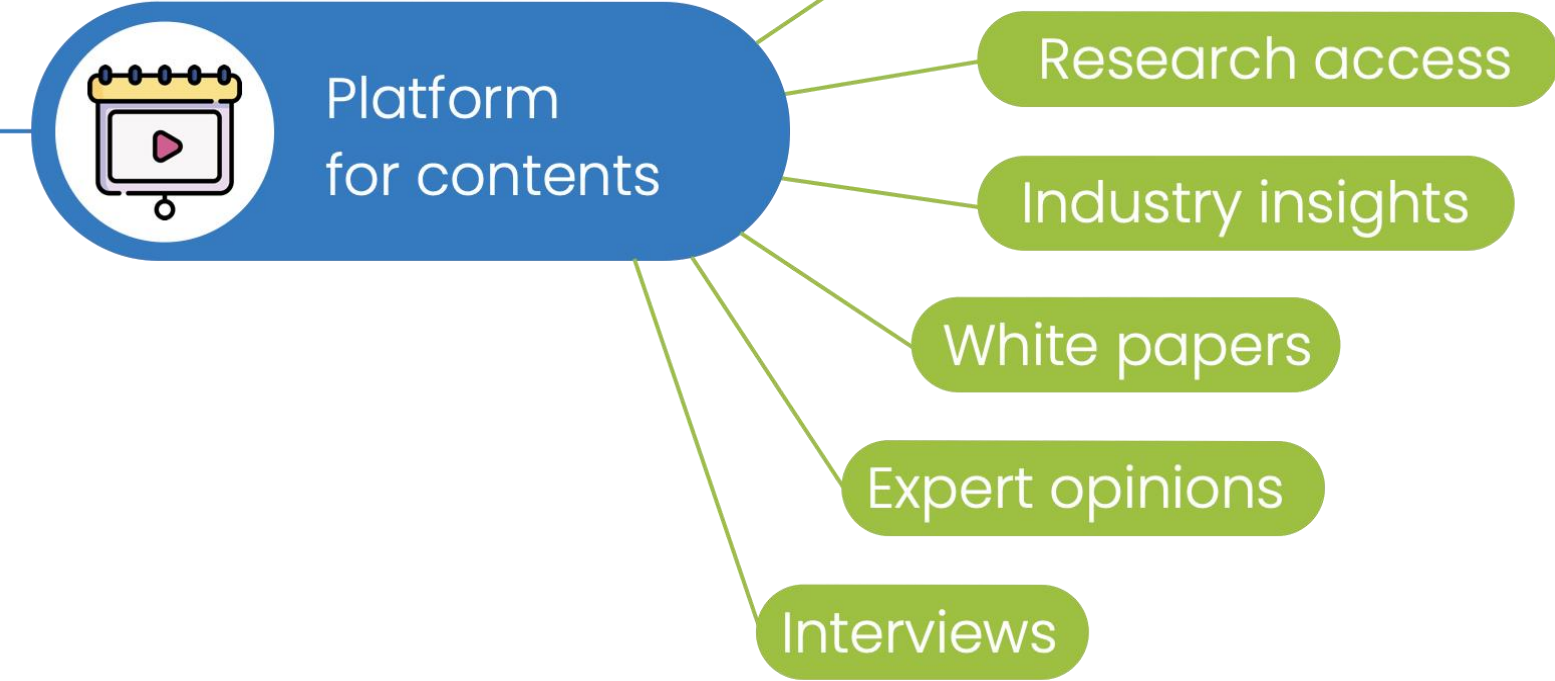 Platform
for contents
Research access
Industry insights
White papers
Expert opinions
Interviews